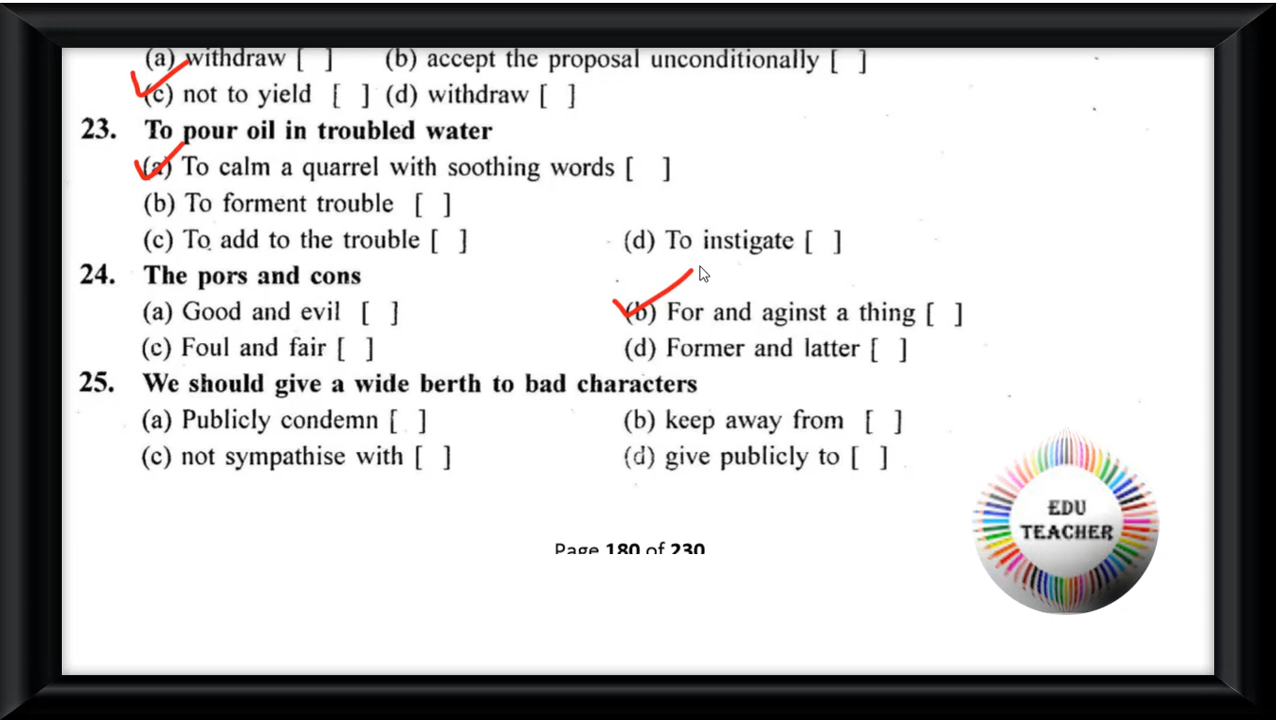 (a) withdraw [ ] (b) accept the proposal unconditionally [ ]
(c) not to yield [ ] (d) withdraw [ ]
23. To pour oil in troubled water
(a) To calm a quarrel with soothing words [ ]
(b) To forment trouble [ ]
(c) To add to the trouble [ ] (d) To instigate [ ]
24. The pors and cons
(a) Good and evil [ ] (b) For and aginst a thing [ ]
(c) Foul and fair [ ] (d) Former and latter [ ]
25. We should give a wide berth to bad characters
(a) Publicly condemn [ ] (b) keep away from [ ]
(c) not sympathise with [ ] (d) give publicly to [ ]
EDU
TEACHER
Page 180 of 230